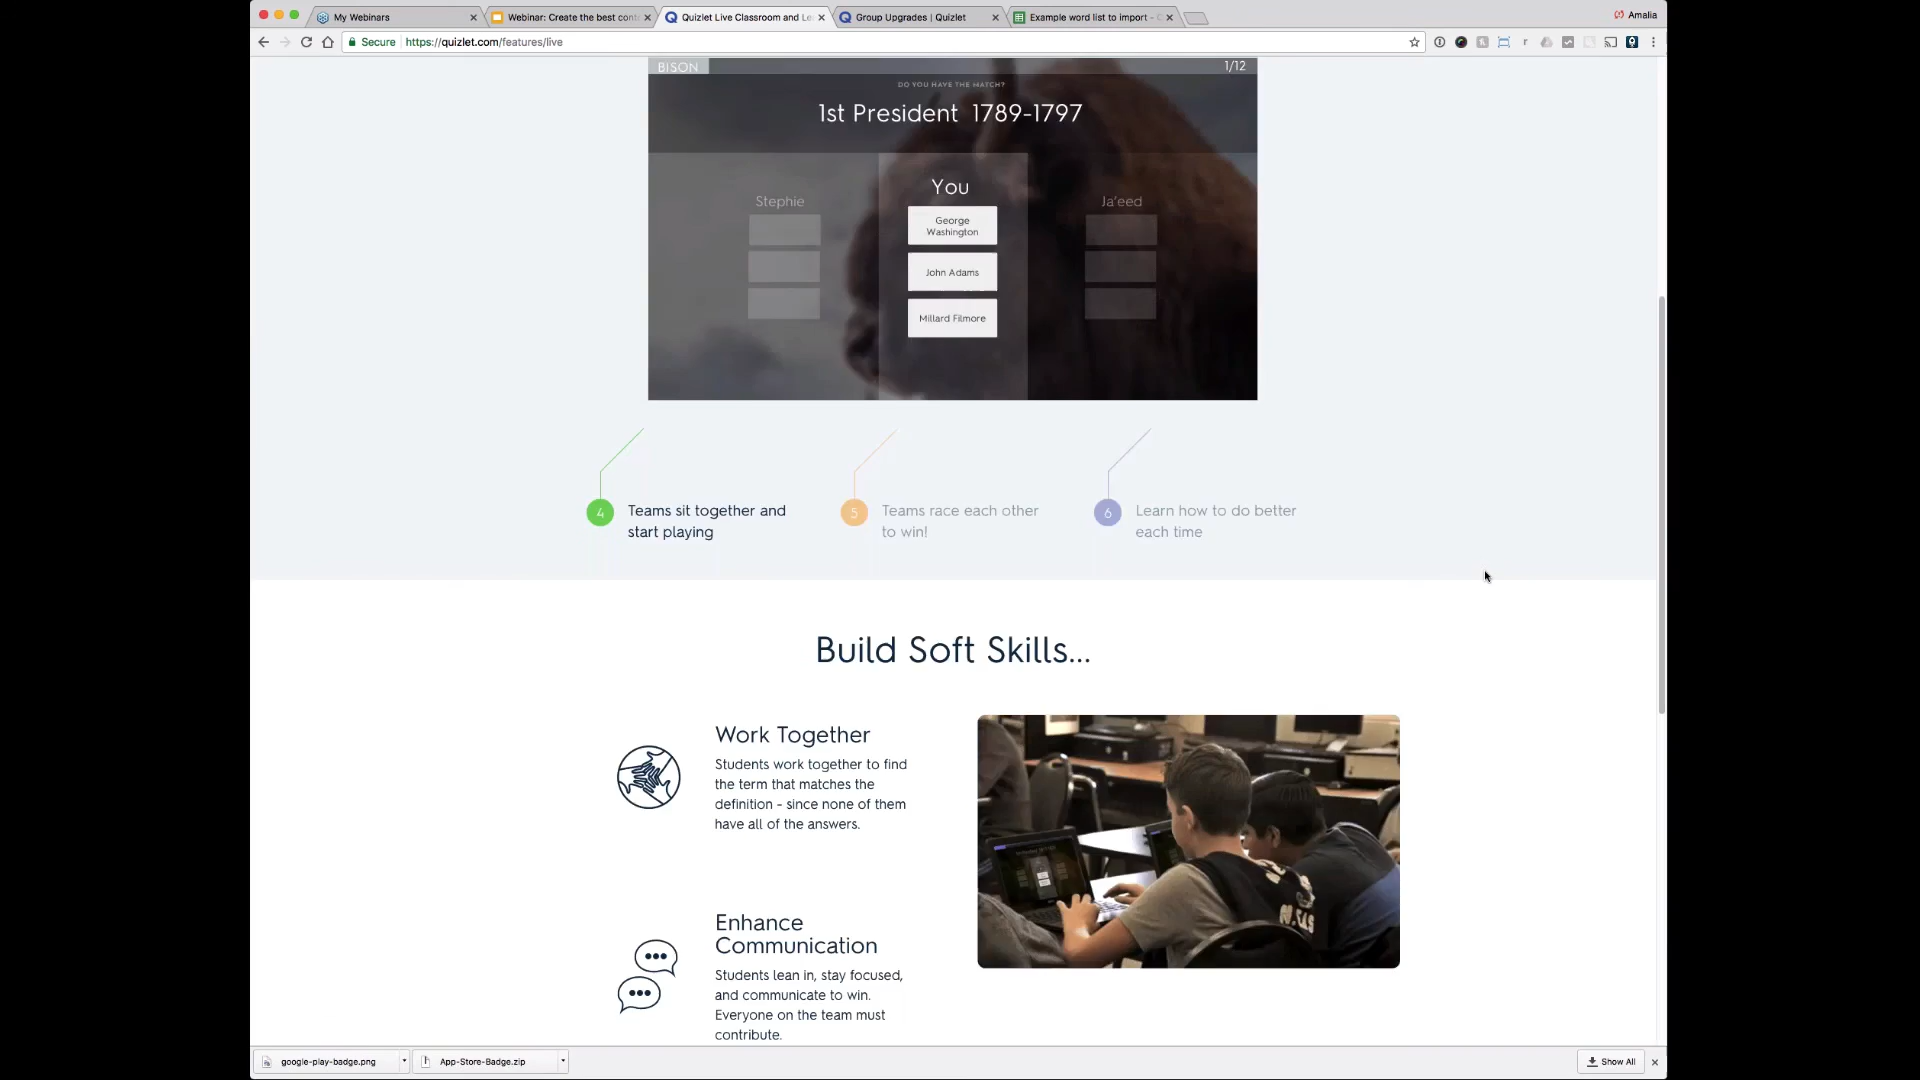 My Webinars
Webinar: Create the best cont
Quizlet Live Classroom and Le
Group Upgrades | Quizlet
Example word list to import -
Amalia
Secure
https://quizlet.com/features/live
BISON
1/12
DO YOU HAVE THE MATCH?
1st President 1789-1797
Stephie
You
Ja'eed
George
Washington
John Adams
Millard Filmore
4
Teams sit together and
start playing
5
Teams race each other
to win!
6
Learn how to do better
each time
Build Soft Skills...
Work Together
Students work together to find
the term that matches the
definition - since none of them
have all of the answers.
Enhance
Communication
Students lean in, stay focused,
and communicate to win.
Everyone on the team must
contribute.
google-play-badge.png
App-Store-Badge.zip
Show All